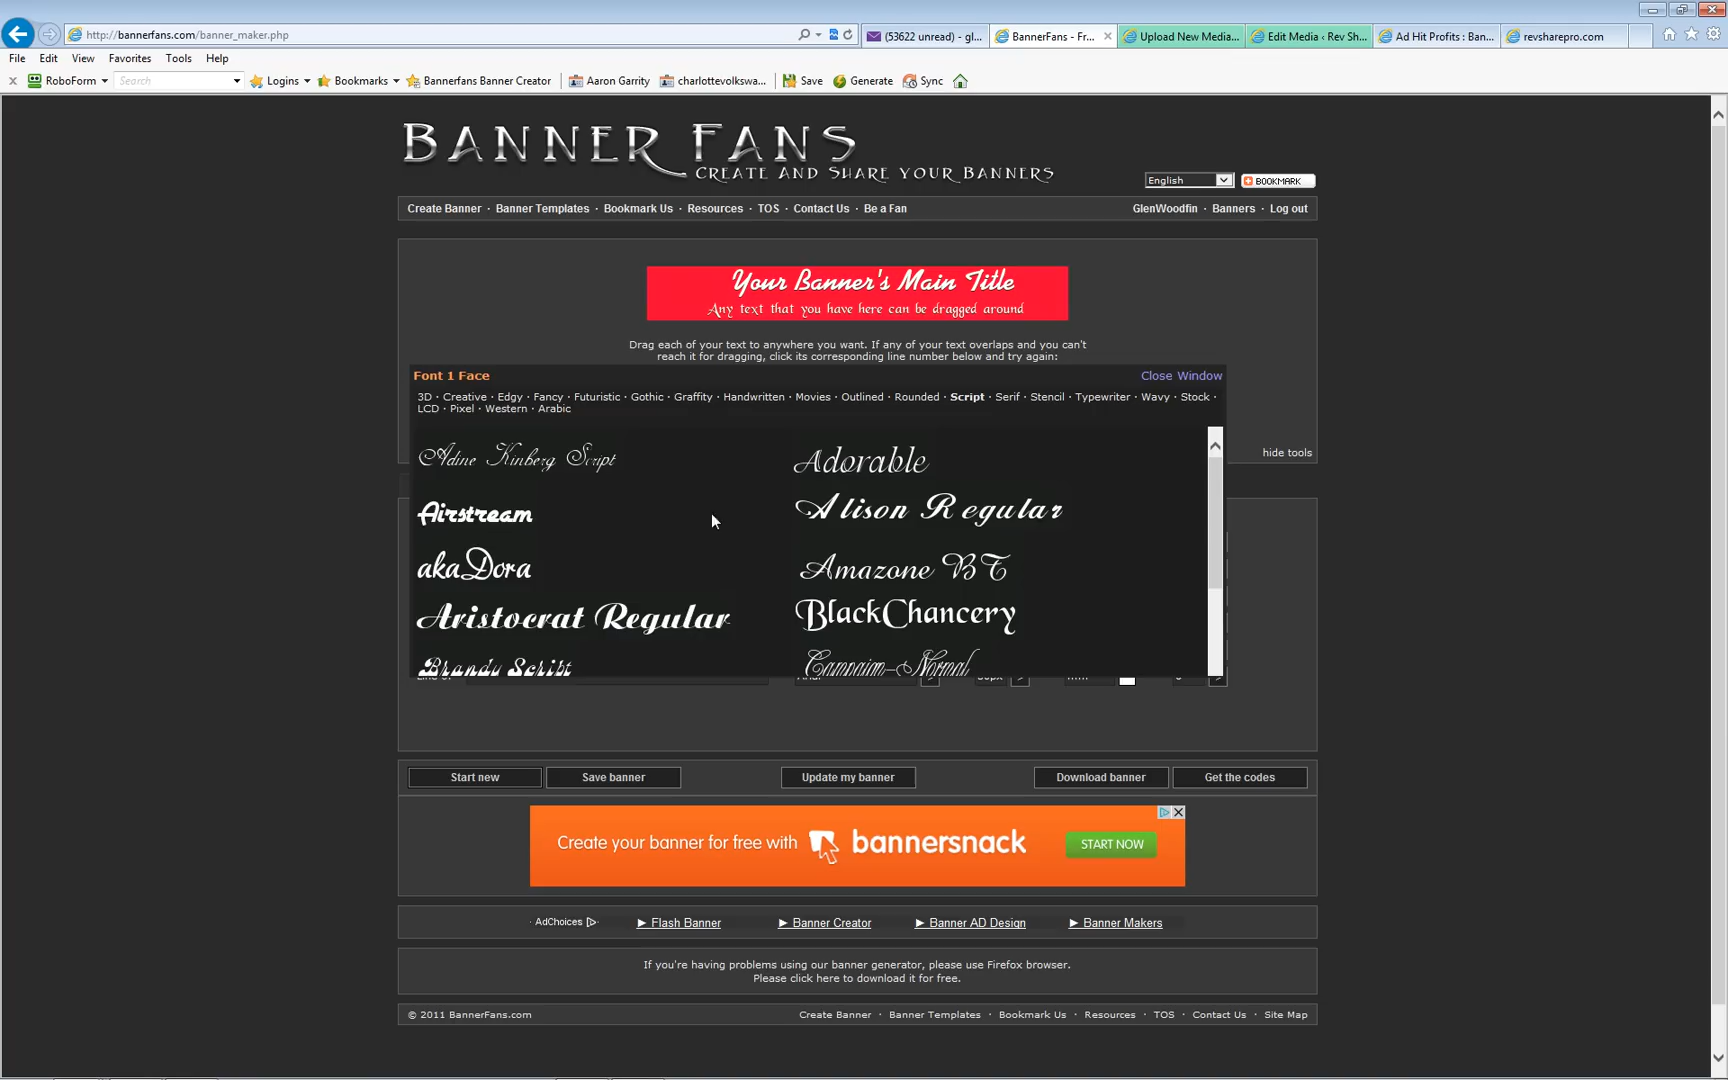 http://bannerfans.com/banner_maker.php
(53622 unread) - gl...
BannerFans - Fr...
Upload New Media...
Edit Media ‹ Rev Sh...
Ad Hit Profits : Ban...
revsharepro.com
File Edit View Favorites Tools Help
RoboForm Search Logins Bookmarks Bannerfans Banner Creator Aaron Garrity charlottevolkswa... Save Generate Sync
BANNER FANS
CREATE AND SHARE YOUR BANNERS
English BOOKMARK
Create Banner · Banner Templates · Bookmark Us · Resources · TOS · Contact Us · Be a Fan
GlenWoodfin · Banners · Log out
Your Banner's Main Title
Any text that you have here can be dragged around
Drag each of your text to anywhere you want. If any of your text overlaps and you can't
reach it for dragging, click its corresponding line number below and try again:
Font 1 Face Close Window
3D · Creative · Edgy · Fancy · Futuristic · Gothic · Graffity · Handwritten · Movies · Outlined · Rounded · Script · Serif · Stencil · Typewriter · Wavy · Stock ·
LCD · Pixel · Western · Arabic
hide tools
Adine Kinberg Script Adorable
Airstream Alison Regular
akaDora Amazone BT
Aristocrat Regular BlackChancery
Brandy Script Campaign-Normal
Start new Save banner Update my banner Download banner Get the codes
Create your banner for free with bannersnack START NOW
AdChoices
► Flash Banner ► Banner Creator ► Banner AD Design ► Banner Makers
If you're having problems using our banner generator, please use Firefox browser.
Please click here to download it for free.
© 2011 BannerFans.com
Create Banner · Banner Templates · Bookmark Us · Resources · TOS · Contact Us · Site Map